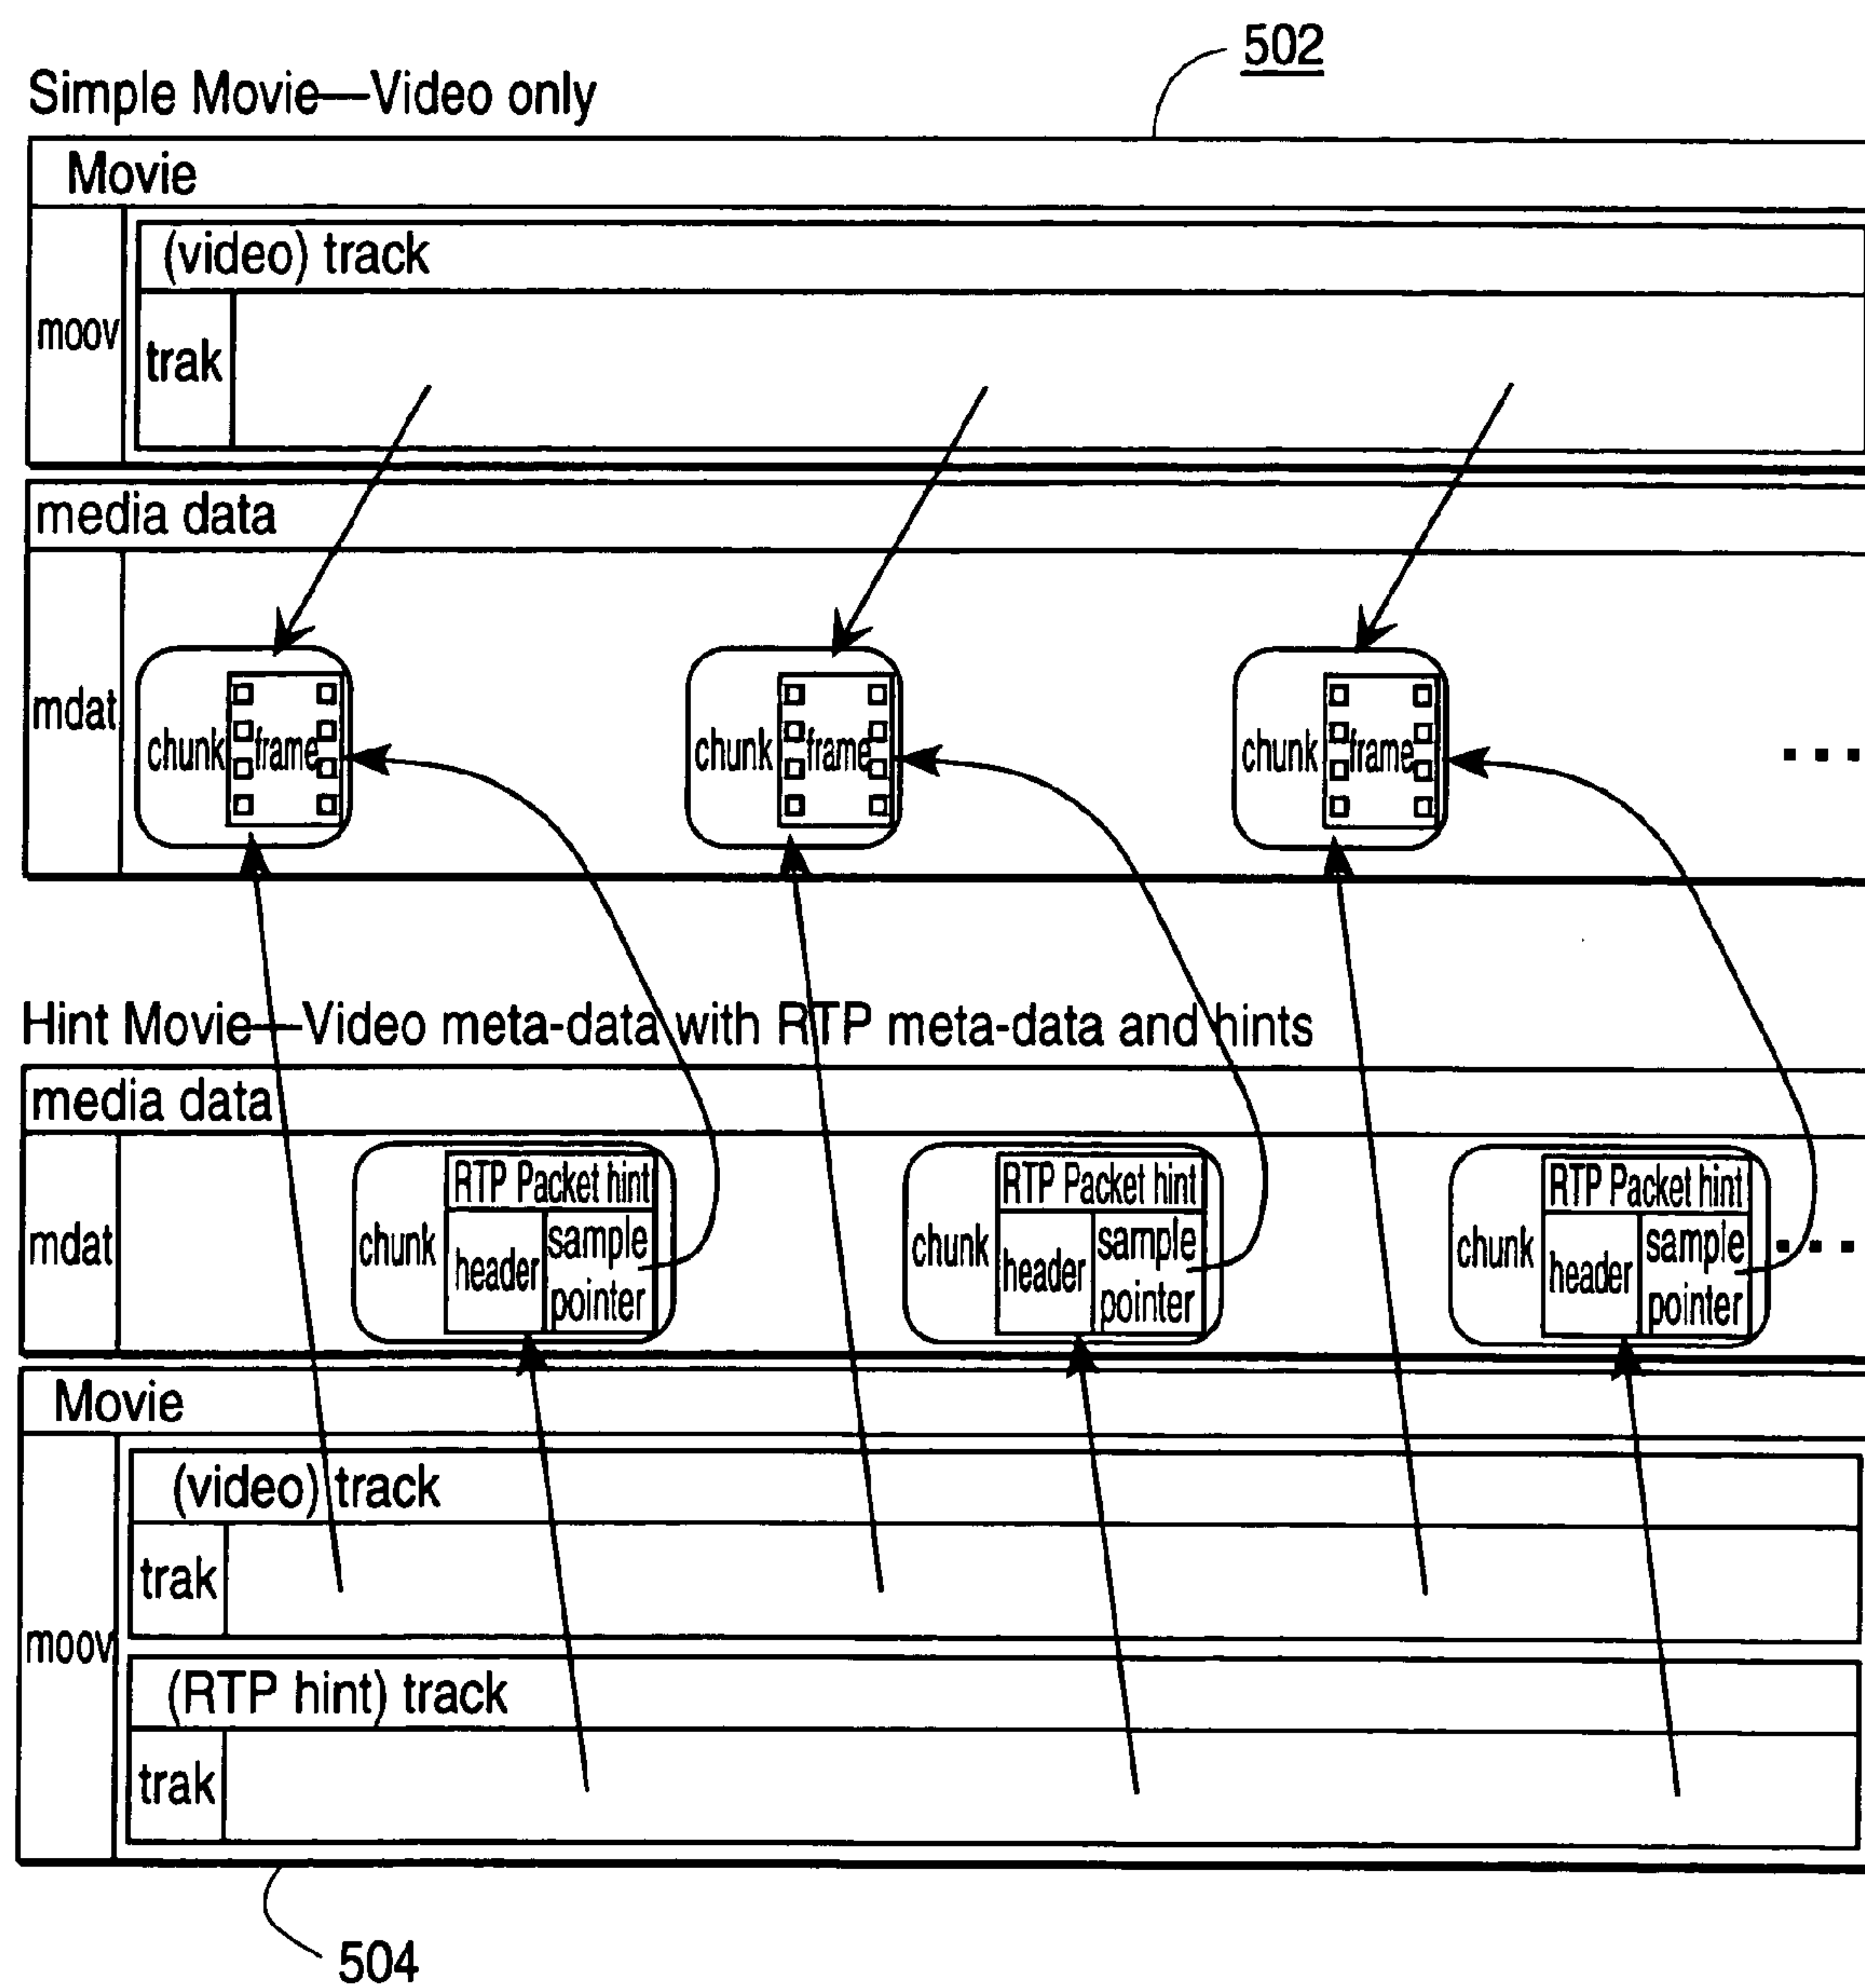 502
Simple Movie—Video only
Movie
(video) track
moov
trak
media data
mdat
chunk frame
chunk frame
chunk frame
...
Hint Movie—Video meta-data with RTP meta-data and hints
media data
mdat
chunk
RTP Packet hint
header
sample pointer
chunk
RTP Packet hint
header
sample pointer
chunk
RTP Packet hint
header
sample pointer
...
Movie
(video) track
trak
moov
(RTP hint) track
trak
504